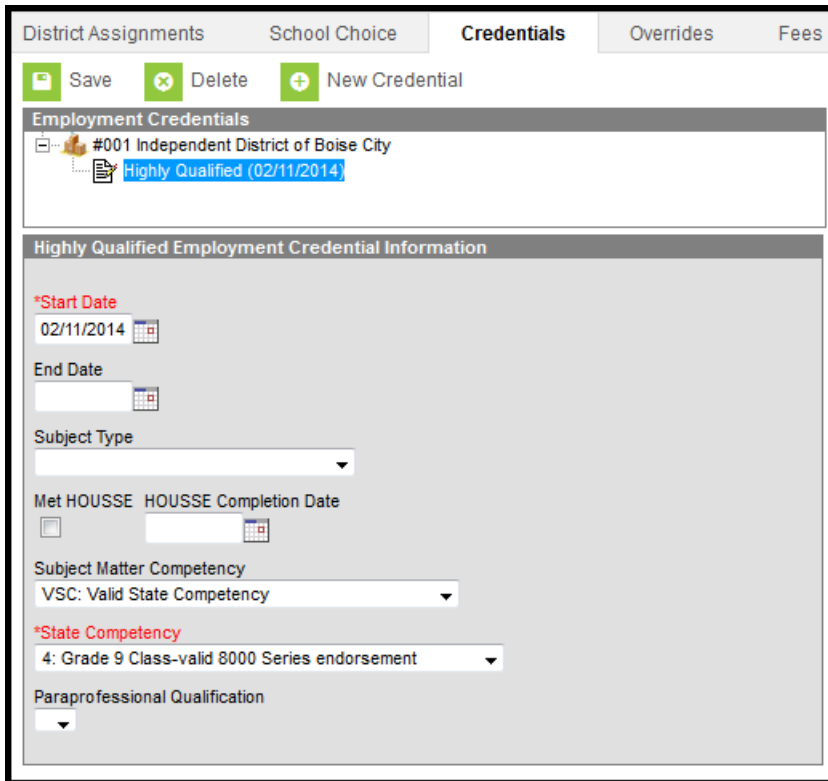 District Assignments School Choice Credentials Overrides Fees
Save Delete New Credential
Employment Credentials
#001 Independent District of Boise City
Highly Qualified (02/11/2014)
Highly Qualified Employment Credential Information
*Start Date
02/11/2014
End Date
Subject Type
Met HOUSSE HOUSSE Completion Date
Subject Matter Competency
VSC: Valid State Competency
*State Competency
4: Grade 9 Class-valid 8000 Series endorsement
Paraprofessional Qualification